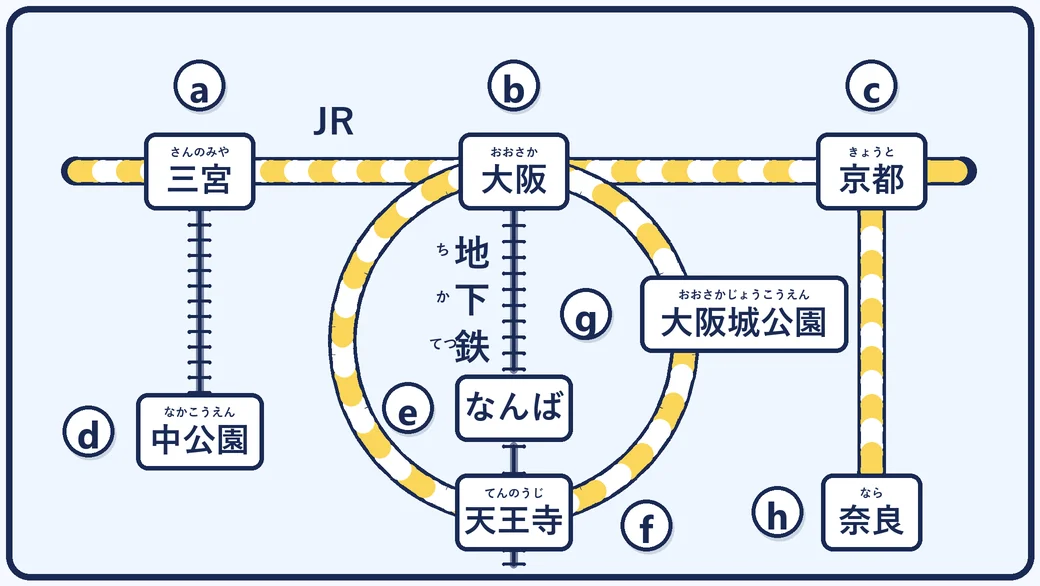 a
b
c
JR
さんのみや
三宮
おおさか
大阪
きょうと
京都
ち
地
か
下
てつ
鉄
g
おおさかじょうこうえん
大阪城公園
e
なんば
d
なかこうえん
中公園
てんのうじ
天王寺
f
h
なら
奈良